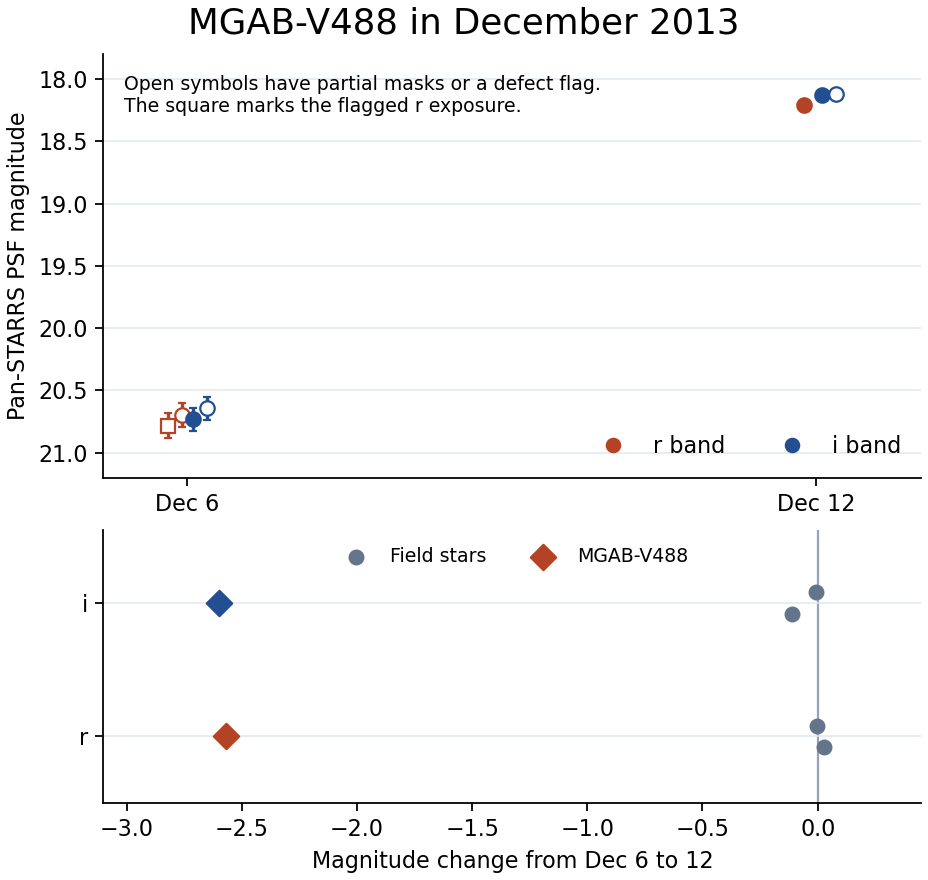 MGAB-V488 in December 2013
Open symbols have partial masks or a defect flag.
The square marks the flagged r exposure.
Pan-STARRS PSF magnitude
18.0
18.5
19.0
19.5
20.0
20.5
21.0
r band
i band
Dec 6
Dec 12
Field stars
MGAB-V488
i
r
−3.0
−2.5
−2.0
−1.5
−1.0
−0.5
0.0
Magnitude change from Dec 6 to 12